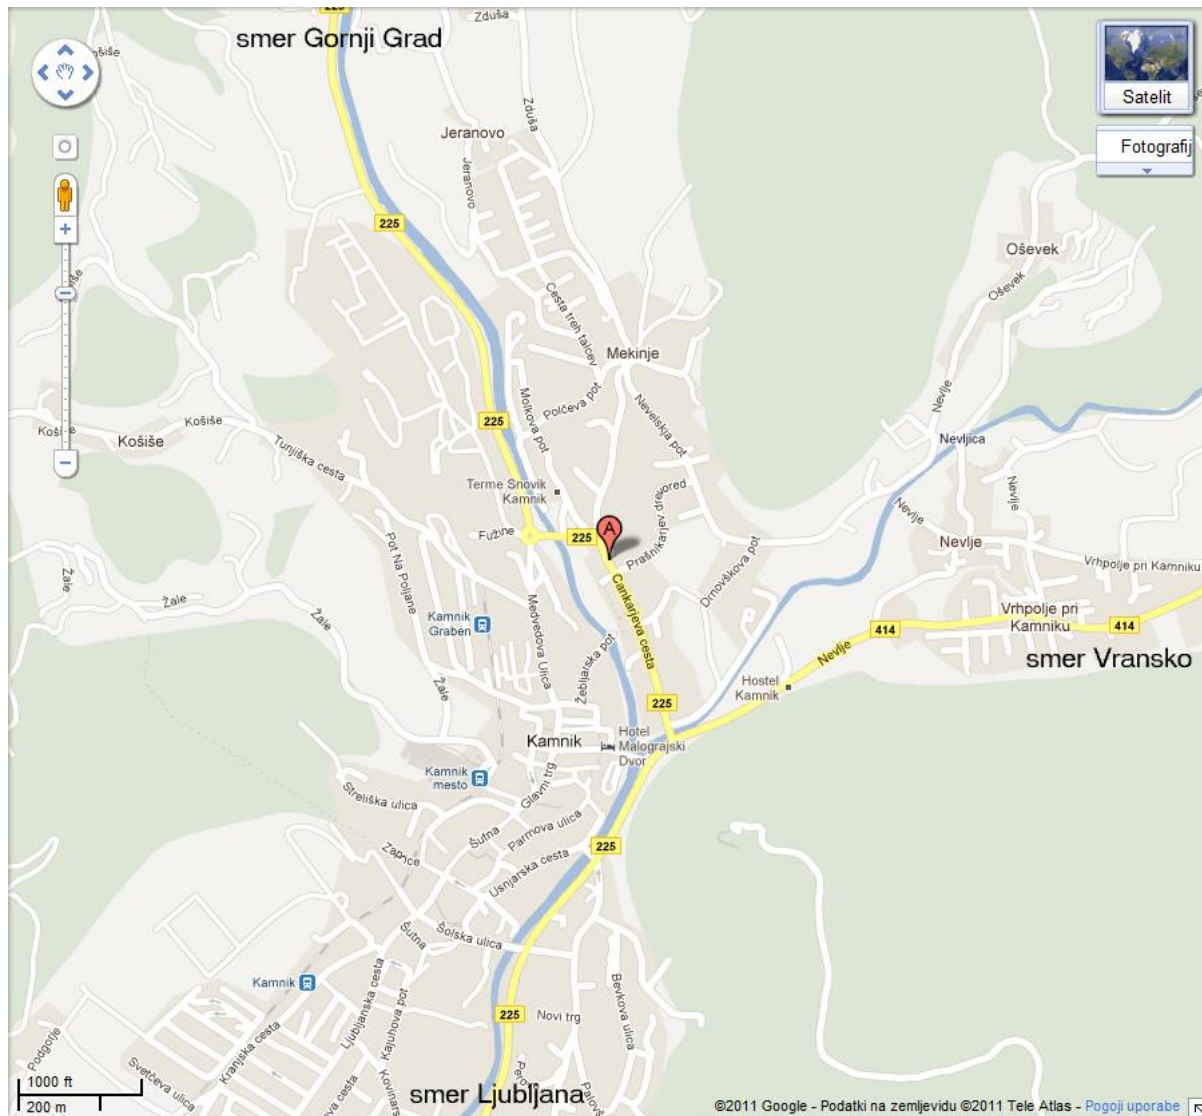 225
Zduša
smer Gornji Grad
Košiše
Satelit
Zduša
Jeranovo
Fotografij
Jeranovo
225
Oševek
Oševek
Cesta treh talcev
Mekinje
Molkova pot
Polčeva pot
Nevelskja pot
Nevlje
225
Košiše
Košiše
Tunjiška cesta
Nevljica
Terme Snovik
Kamnik
Prašnikarjev drevored
Nevlje
Nevlje
Fužine
225
A
Nevlje
Pot Na Poljane
Drnovškova pot
Vrhpolje pri Kamniku
Žale
Žale
Žale
Medvedova Ulica
Cankarjeva cesta
Kamnik
Graben
Vrhpolje pri
Kamniku
414
414
Žebljarska pot
Nevlje
smer Vransko
Žale
Hostel
Kamnik
225
Kamnik
Hotel
Malograjski
Dvor
Kamnik
mesto
Glavni trg
Streliška ulica
Šutna
Parmova ulica
225
Zaprice
Usnjarska cesta
Šutna
Šolska ulica
Kamnik
Ljubljanska cesta
Kajuhova pot
Bevkova ulica
225
Novi trg
Podgorje
Kranjska cesta
Svetčeva ulica
1000 ft
200 m
smer Ljubljana
©2011 Google - Podatki na zemljevidu ©2011 Tele Atlas - Pogoji uporabe